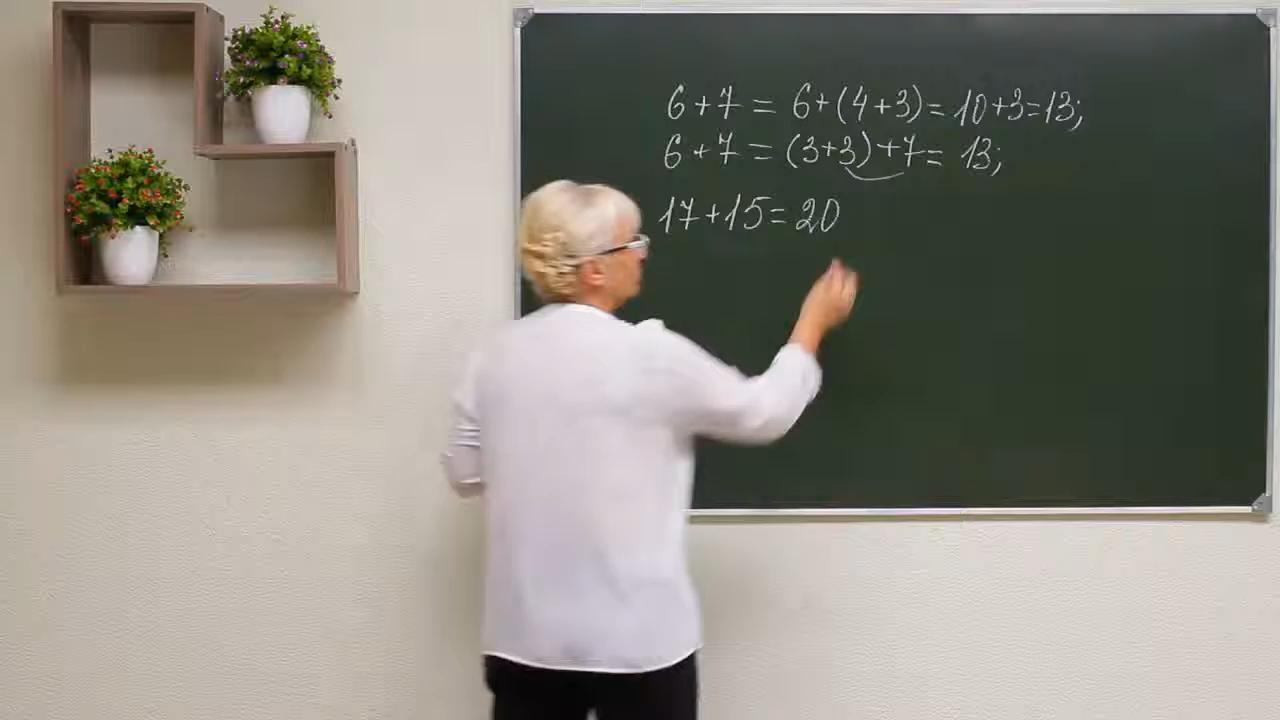 6+7 = 6+(4+3)=10+3=13;
6+7 = (3+3)+7= 13;
17+15=20